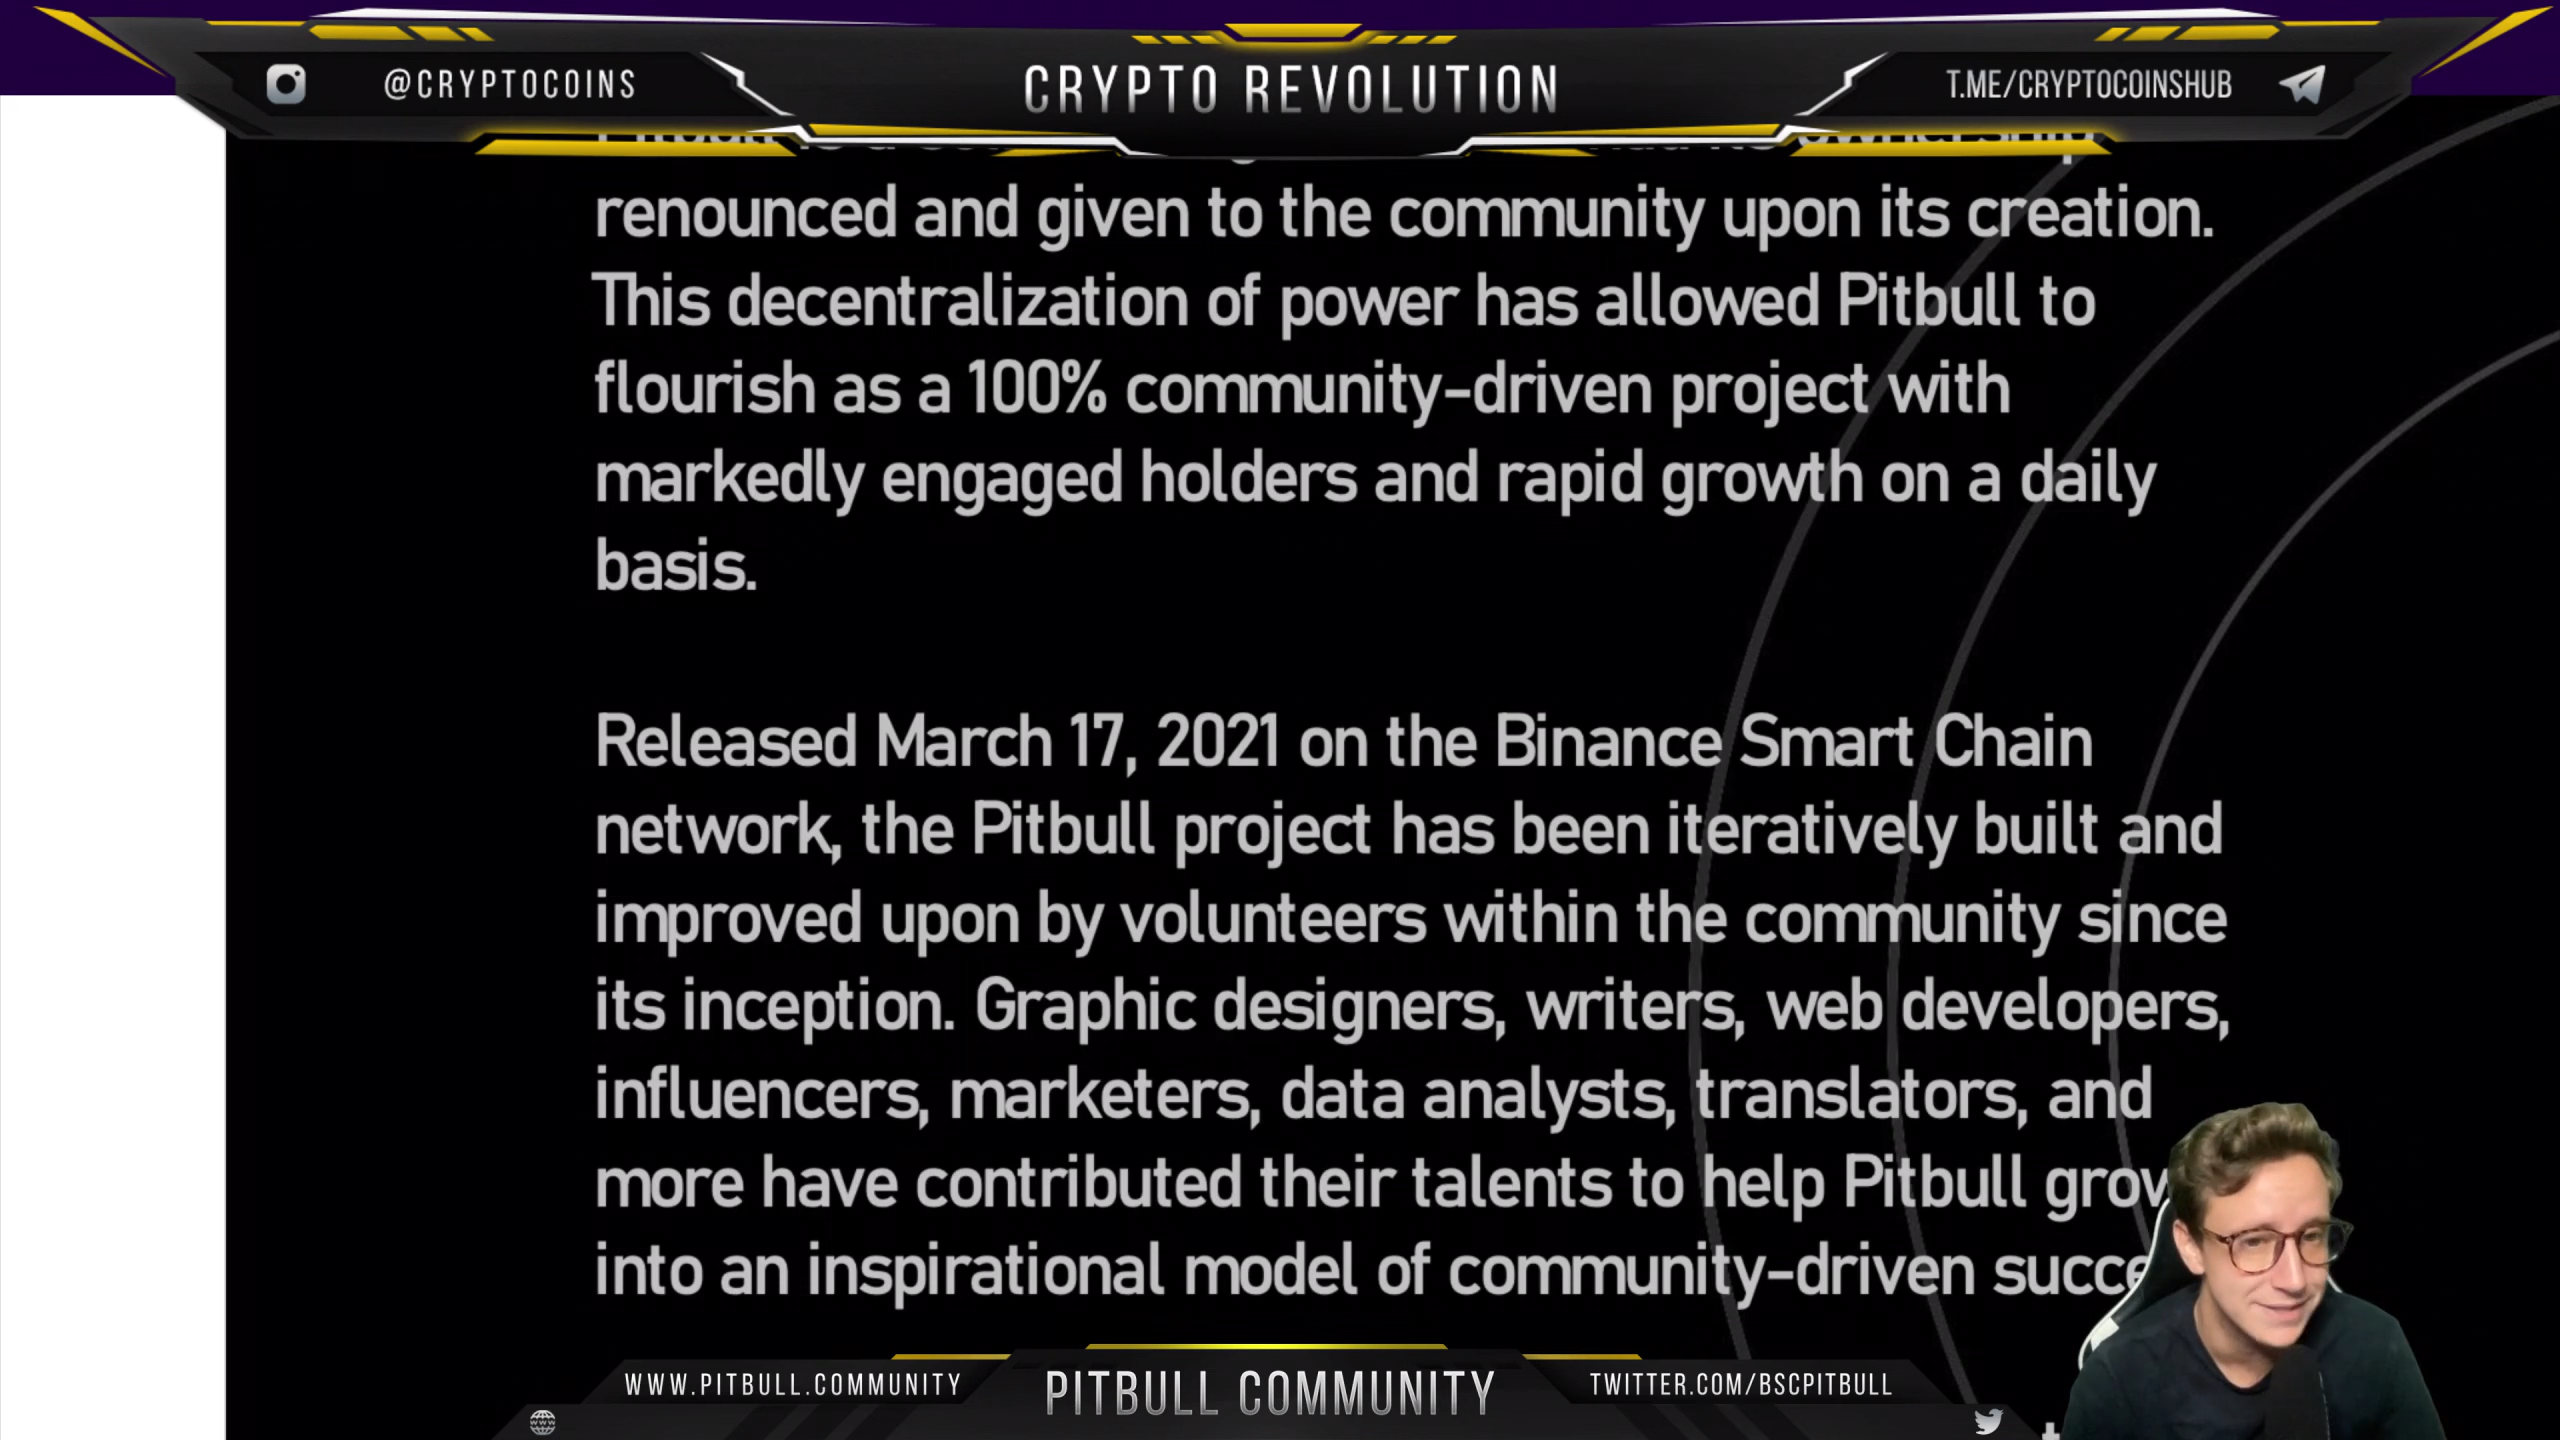 @CRYPTOCOINS
CRYPTO REVOLUTION
T.ME/CRYPTOCOINSHUB
ownership
renounced and given to the community upon its creation.
This decentralization of power has allowed Pitbull to
flourish as a 100% community-driven project with
markedly engaged holders and rapid growth on a daily
basis.
Released March 17, 2021 on the Binance Smart Chain
network, the Pitbull project has been iteratively built and
improved upon by volunteers within the community since
its inception. Graphic designers, writers, web developers,
influencers, marketers, data analysts, translators, and
more have contributed their talents to help Pitbull grow
into an inspirational model of community-driven succe
WWW.PITBULL.COMMUNITY
PITBULL COMMUNITY
TWITTER.COM/BSCPITBULL